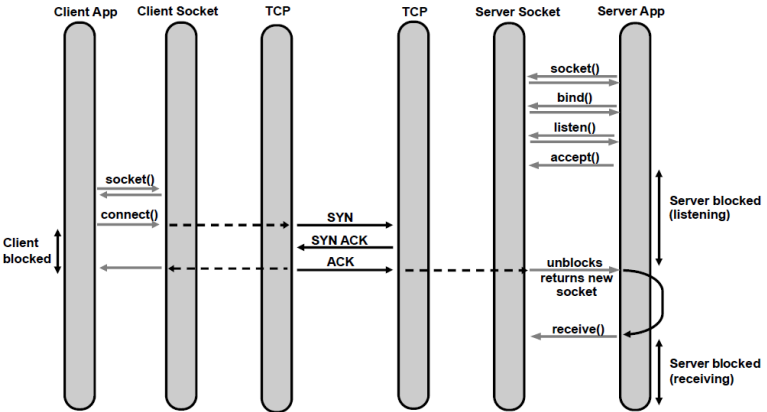 Client App Client Socket TCP TCP Server Socket Server App
socket()
bind()
listen()
accept()
socket()
Server blocked
(listening)
connect()
SYN
Client
blocked
SYN ACK
ACK
unblocks
returns new
socket
receive()
Server blocked
(receiving)